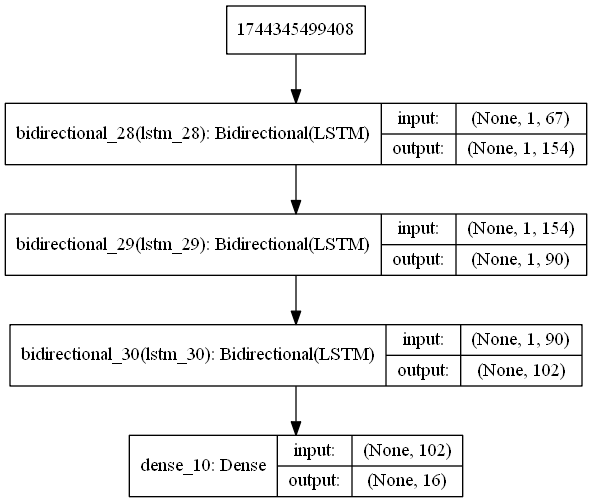 1744345499408
bidirectional_28(lstm_28): Bidirectional(LSTM)
input: (None, 1, 67)
output: (None, 1, 154)
bidirectional_29(lstm_29): Bidirectional(LSTM)
input: (None, 1, 154)
output: (None, 1, 90)
bidirectional_30(lstm_30): Bidirectional(LSTM)
input: (None, 1, 90)
output: (None, 102)
dense_10: Dense
input: (None, 102)
output: (None, 16)